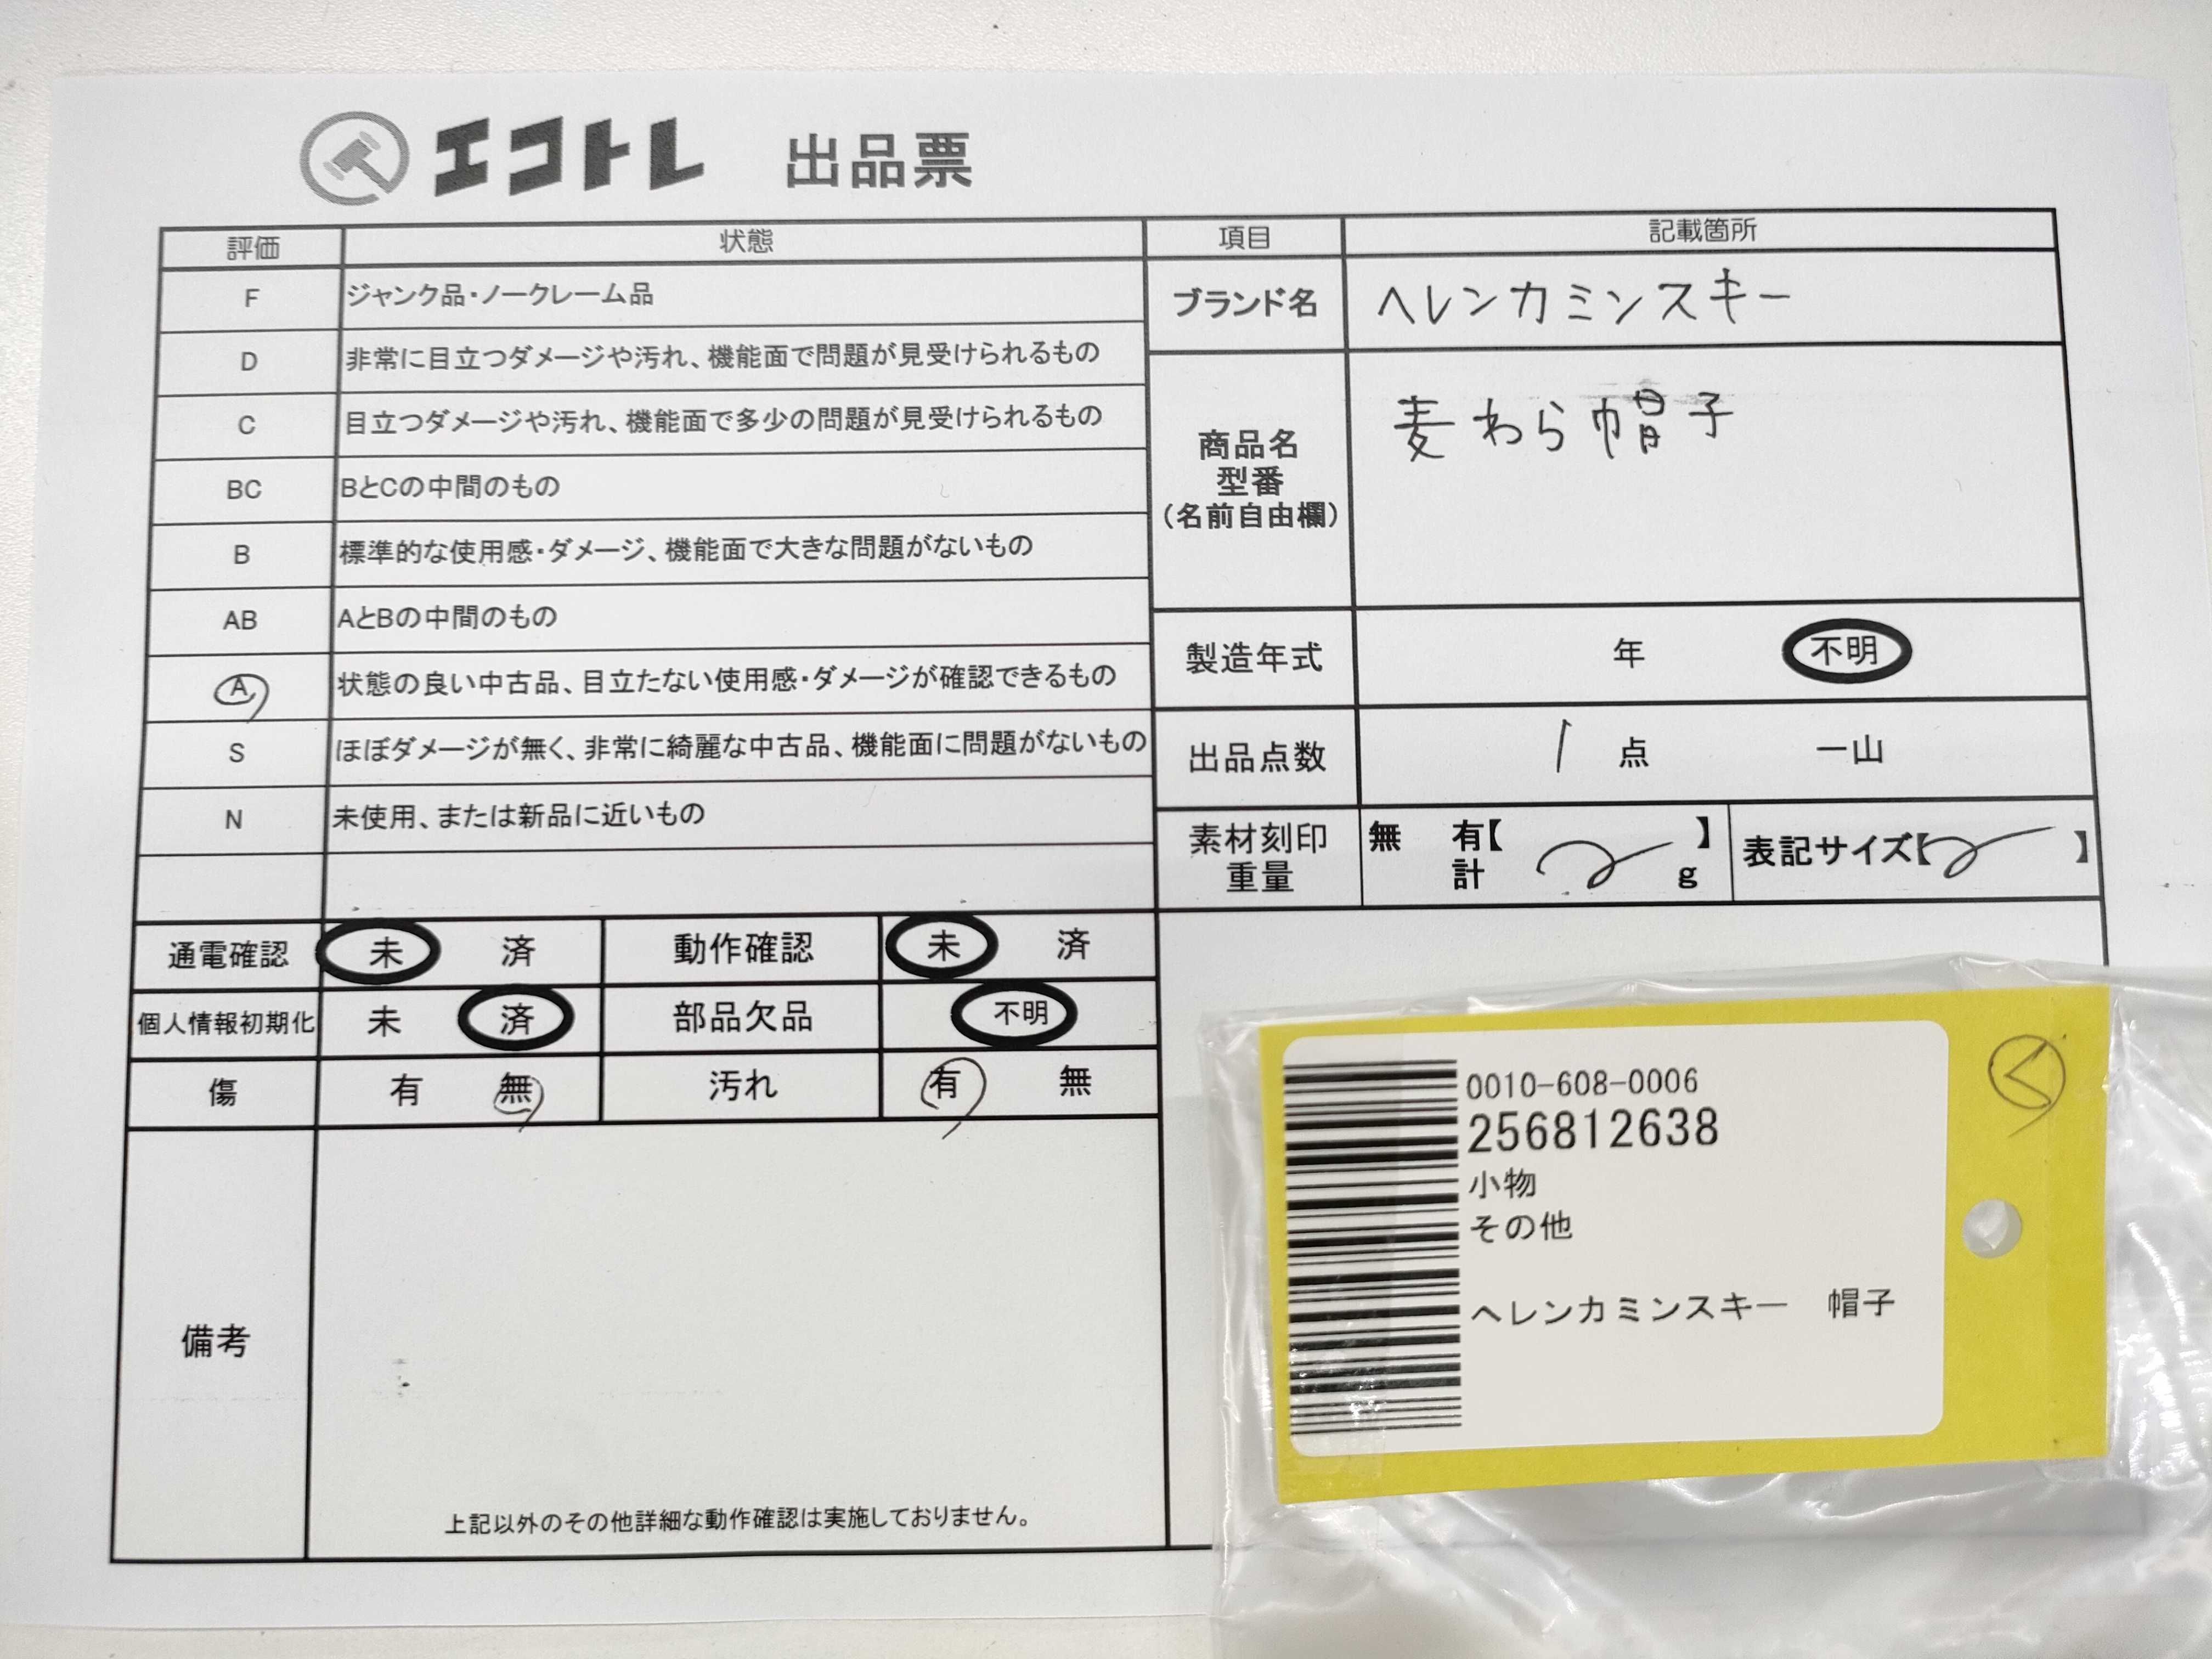 エコトレ 出品票
評価 状態
F ジャンク品・ノークレーム品
D 非常に目立つダメージや汚れ、機能面で問題が見受けられるもの
C 目立つダメージや汚れ、機能面で多少の問題が見受けられるもの
BC BとCの中間のもの
B 標準的な使用感・ダメージ、機能面で大きな問題がないもの
AB AとBの中間のもの
A 状態の良い中古品、目立たない使用感・ダメージが確認できるもの
S ほぼダメージが無く、非常に綺麗な中古品、機能面に問題がないもの
N 未使用、または新品に近いもの
項目 記載箇所
ブランド名 ヘレンカミンスキー
商品名
型番
（名前自由欄）
麦わら帽子
製造年式 年 不明
出品点数 1 点 一山
素材刻印
重量
無 有【 】
計 g
表記サイズ【 】
通電確認 未 済 動作確認 未 済
個人情報初期化 未 済 部品欠品 不明
傷 有 無 汚れ 有 無
備考
上記以外のその他詳細な動作確認は実施しておりません。
0010-608-0006
256812638
小物
その他
ヘレンカミンスキー 帽子